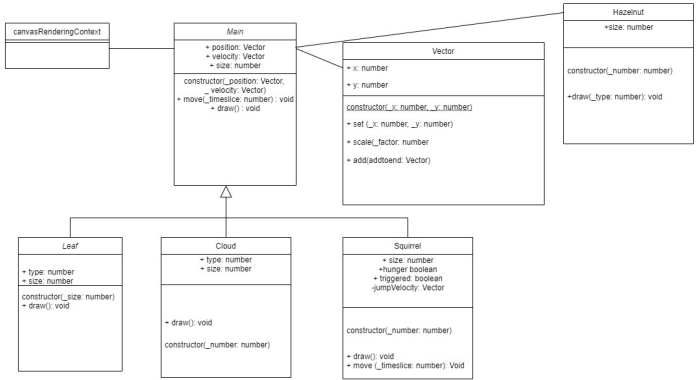 canvasRenderingContext
Main
+ position: Vector
+ velocity: Vector
+ size: number
constructor(_position: Vector,
_ velocity: Vector)
+ move(_timeslice: number) : void
+ draw() : void
Vector
+ x: number
+ y: number
constructor(_x: number, _y: number)
+ set (_x: number, _y: number)
+ scale(_factor: number
+ add(addtoend: Vector)
Hazelnut
+size: number
constructor(_number: number)
+draw(_type: number): void
Leaf
+ type: number
+ size: number
constructor(_size: number)
+ draw(): void
Cloud
+ type: number
+ size: number
+ draw(): void
constructor(_number: number)
Squirrel
+ size: number
+hunger boolean
+ triggered: boolean
-jumpVelocity: Vector
constructor(_number: number)
+ draw(): void
+ move (_timeslice: number): Void